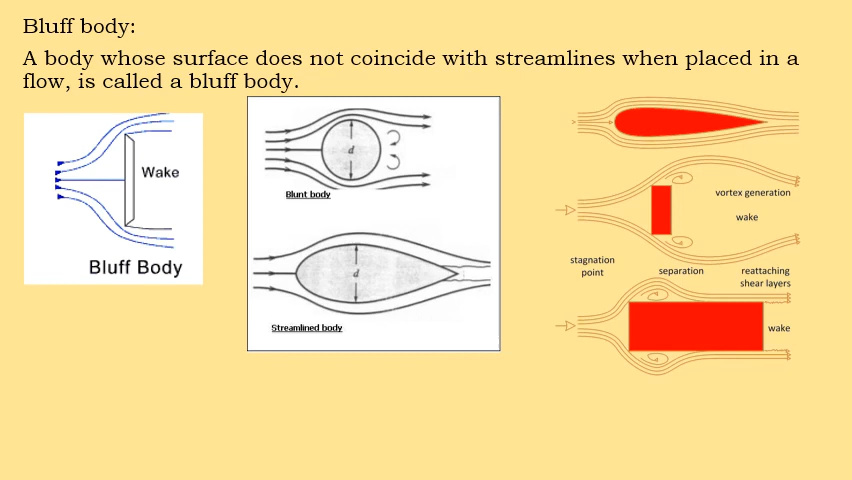 Bluff body:
A body whose surface does not coincide with streamlines when placed in a
flow, is called a bluff body.
Wake
Bluff Body
d
Blunt body
d
Streamlined body
vortex generation
wake
stagnation
point
separation
reattaching
shear layers
wake